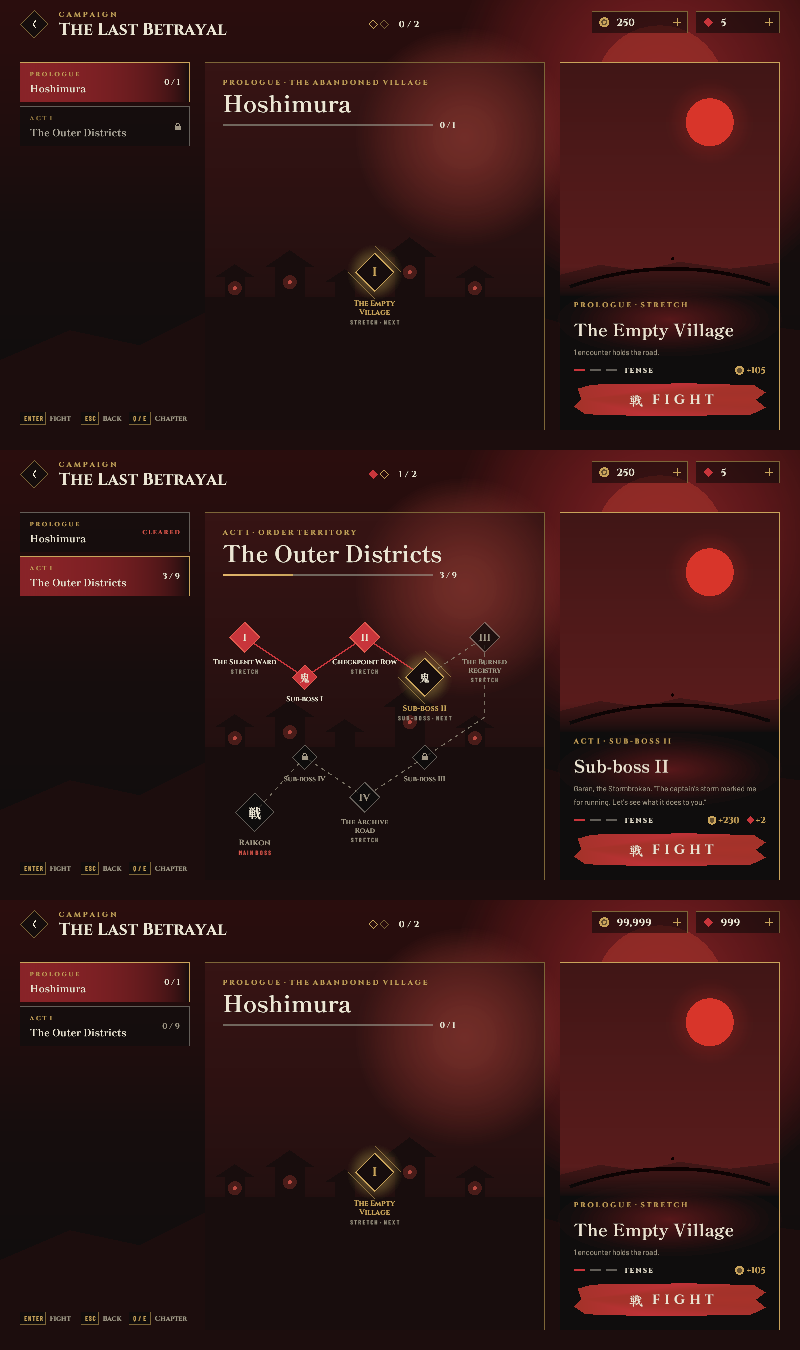 CAMPAIGN
THE LAST BETRAYAL
0 / 2
250
5
PROLOGUE
Hoshimura
0/1
ACT I
The Outer Districts
PROLOGUE · THE ABANDONED VILLAGE
Hoshimura
0/1
I
THE EMPTY
VILLAGE
STRETCH · NEXT
PROLOGUE · STRETCH
The Empty Village
1 encounter holds the road.
TENSE
+105
戦 FIGHT
ENTER FIGHT ESC BACK Q / E CHAPTER
CAMPAIGN
THE LAST BETRAYAL
1 / 2
250
5
PROLOGUE
Hoshimura
CLEARED
ACT I
The Outer Districts
3/9
ACT I · ORDER TERRITORY
The Outer Districts
3/9
I
THE SILENT WARD
STRETCH
鬼
SUB-BOSS I
II
CHECKPOINT ROW
STRETCH
鬼
SUB-BOSS II
SUB-BOSS · NEXT
III
THE BURNED
REGISTRY
STRETCH
SUB-BOSS III
IV
THE ARCHIVE
ROAD
STRETCH
SUB-BOSS IV
戦
RAIKON
MAIN BOSS
ACT I · SUB-BOSS II
Sub-boss II
Garan, the Stormbroken. "The captain's storm marked me
for running. Let's see what it does to you."
TENSE
+230
+2
戦 FIGHT
ENTER FIGHT ESC BACK Q / E CHAPTER
CAMPAIGN
THE LAST BETRAYAL
0 / 2
99,999
999
PROLOGUE
Hoshimura
0/1
ACT I
The Outer Districts
0/9
PROLOGUE · THE ABANDONED VILLAGE
Hoshimura
0/1
I
THE EMPTY
VILLAGE
STRETCH · NEXT
PROLOGUE · STRETCH
The Empty Village
1 encounter holds the road.
TENSE
+105
戦 FIGHT
ENTER FIGHT ESC BACK Q / E CHAPTER